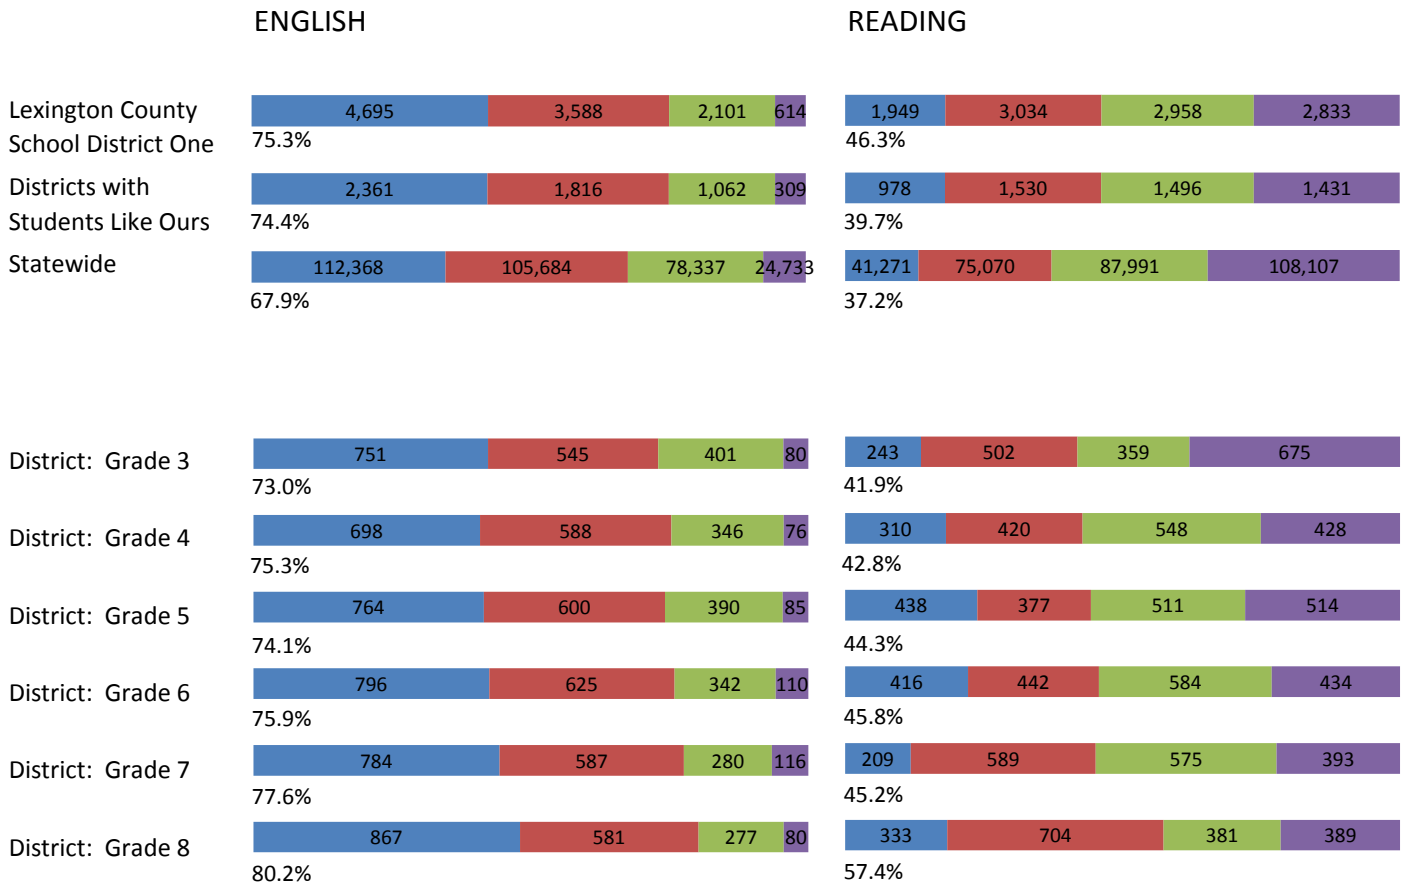 ENGLISH READING
Lexington County 4,695 3,588 2,101 614 1,949 3,034 2,958 2,833
School District One 75.3% 46.3%
Districts with 2,361 1,816 1,062 309 978 1,530 1,496 1,431
Students Like Ours 74.4% 39.7%
Statewide 112,368 105,684 78,337 24,733 41,271 75,070 87,991 108,107
67.9% 37.2%
District: Grade 3 751 545 401 80 243 502 359 675
73.0% 41.9%
District: Grade 4 698 588 346 76 310 420 548 428
75.3% 42.8%
District: Grade 5 764 600 390 85 438 377 511 514
74.1% 44.3%
District: Grade 6 796 625 342 110 416 442 584 434
75.9% 45.8%
District: Grade 7 784 587 280 116 209 589 575 393
77.6% 45.2%
District: Grade 8 867 581 277 80 333 704 381 389
80.2% 57.4%